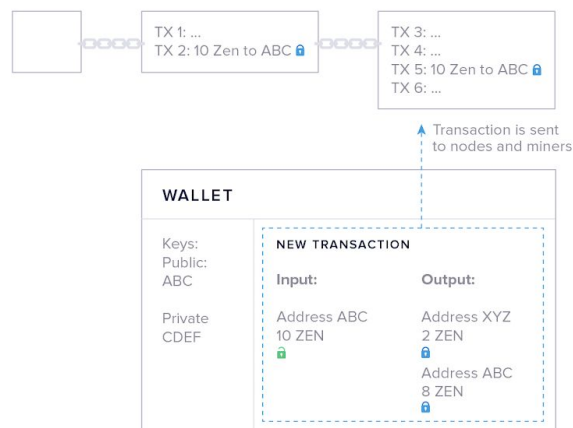 TX 1: ...
TX 2: 10 Zen to ABC
TX 3: ...
TX 4: ...
TX 5: 10 Zen to ABC
TX 6: ...
Transaction is sent
to nodes and miners
WALLET
Keys:
Public:
ABC
Private
CDEF
NEW TRANSACTION
Input:
Address ABC
10 ZEN
Output:
Address XYZ
2 ZEN
Address ABC
8 ZEN